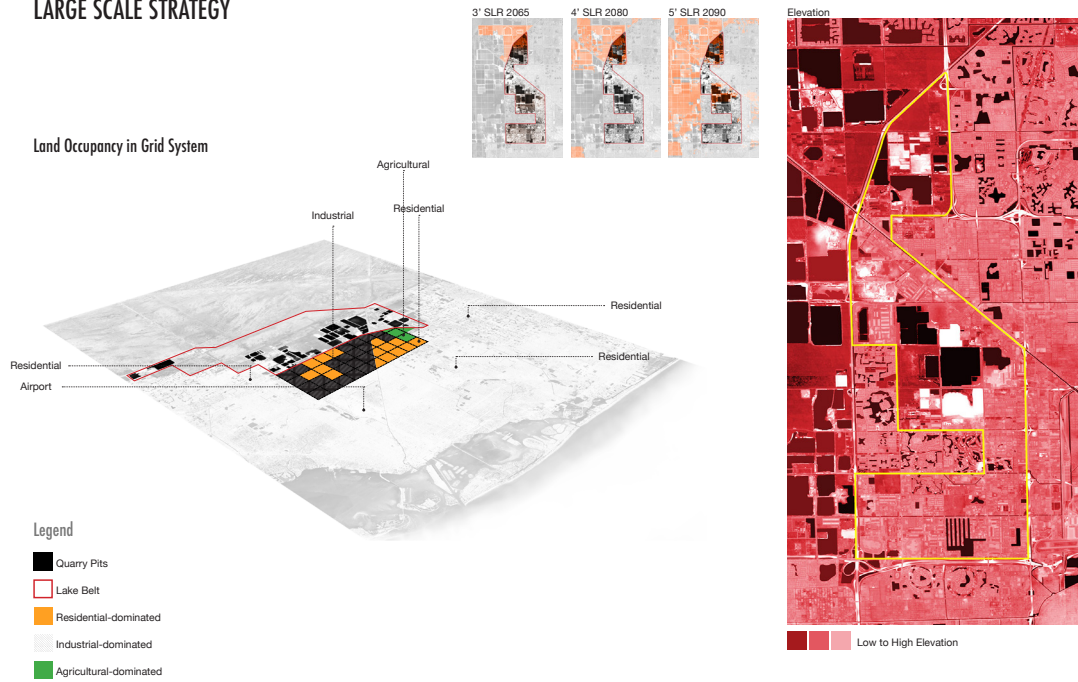 LARGE SCALE STRATEGY
3’ SLR 2065
4’ SLR 2080
5’ SLR 2090
Elevation
Land Occupancy in Grid System
Agricultural
Industrial
Residential
Residential
Residential
Residential
Airport
Legend
Quarry Pits
Lake Belt
Residential-dominated
Industrial-dominated
Agricultural-dominated
Low to High Elevation